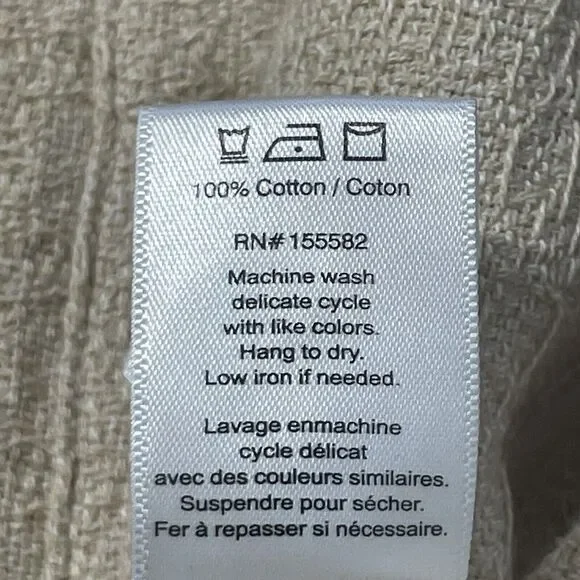 100% Cotton / Coton
RN# 155582
Machine wash
delicate cycle
with like colors.
Hang to dry.
Low iron if needed.
Lavage enmachine
cycle délicat
avec des couleurs similaires.
Suspendre pour sécher.
Fer à repasser si nécessaire.